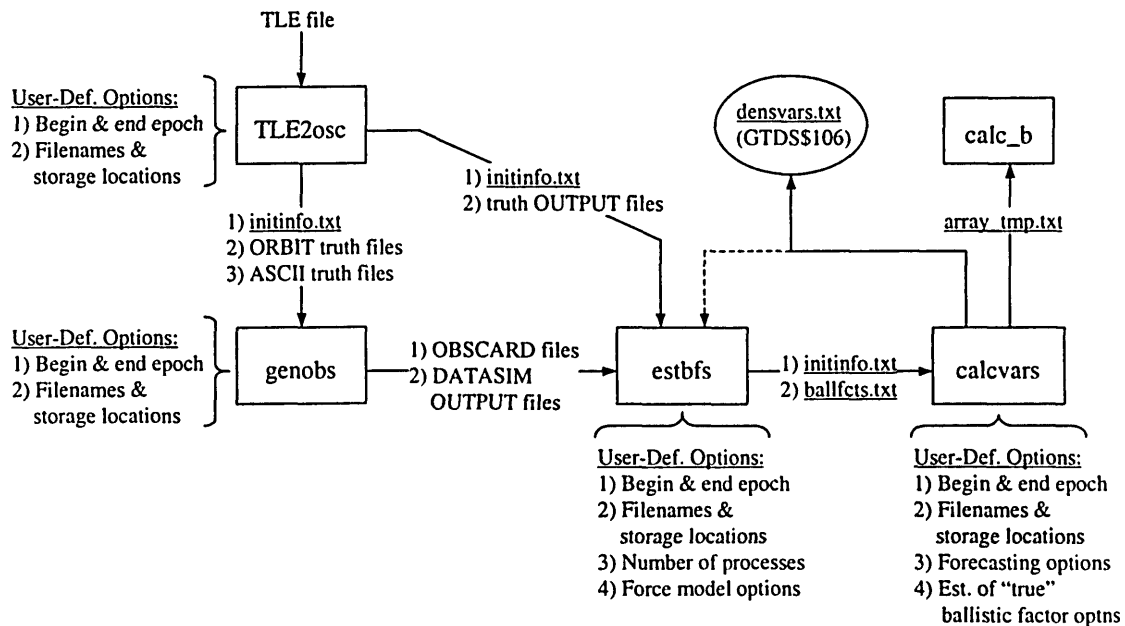 TLE file
User-Def. Options:
1) Begin & end epoch
2) Filenames &
storage locations
TLE2osc
densvars.txt
(GTDS$106)
calc_b
1) initinfo.txt
2) truth OUTPUT files
1) initinfo.txt
2) ORBIT truth files
3) ASCII truth files
array_tmp.txt
User-Def. Options:
1) Begin & end epoch
2) Filenames &
storage locations
genobs
1) OBSCARD files
2) DATASIM
OUTPUT files
estbfs
1) initinfo.txt
2) ballfcts.txt
calcvars
User-Def. Options:
1) Begin & end epoch
2) Filenames &
storage locations
3) Number of processes
4) Force model options
User-Def. Options:
1) Begin & end epoch
2) Filenames &
storage locations
3) Forecasting options
4) Est. of “true”
ballistic factor optns